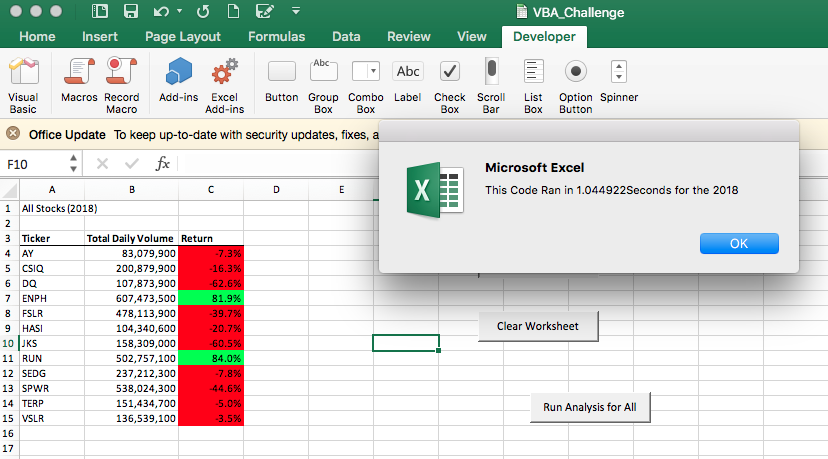 VBA_Challenge
Home Insert Page Layout Formulas Data Review View Developer
Abc
Abc
Visual Basic Macros Record Macro Add-ins Excel Add-ins Button Group Box Combo Box Label Check Box Scroll Bar List Box Option Button Spinner
Office Update To keep up-to-date with security updates, fixes, a
F10 fx
Microsoft Excel
This Code Ran in 1.044922Seconds for the 2018
OK
A B C D E
1 All Stocks (2018)
2
3 Ticker Total Daily Volume Return
4 AY 83,079,900 -7.3%
5 CSIQ 200,879,900 -16.3%
6 DQ 107,873,900 -62.6%
7 ENPH 607,473,500 81.9%
8 FSLR 478,113,900 -39.7%
9 HASI 104,340,600 -20.7%
10 JKS 158,309,000 -60.5%
11 RUN 502,757,100 84.0%
12 SEDG 237,212,300 -7.8%
13 SPWR 538,024,300 -44.6%
14 TERP 151,434,700 -5.0%
15 VSLR 136,539,100 -3.5%
16
17
Clear Worksheet
Run Analysis for All